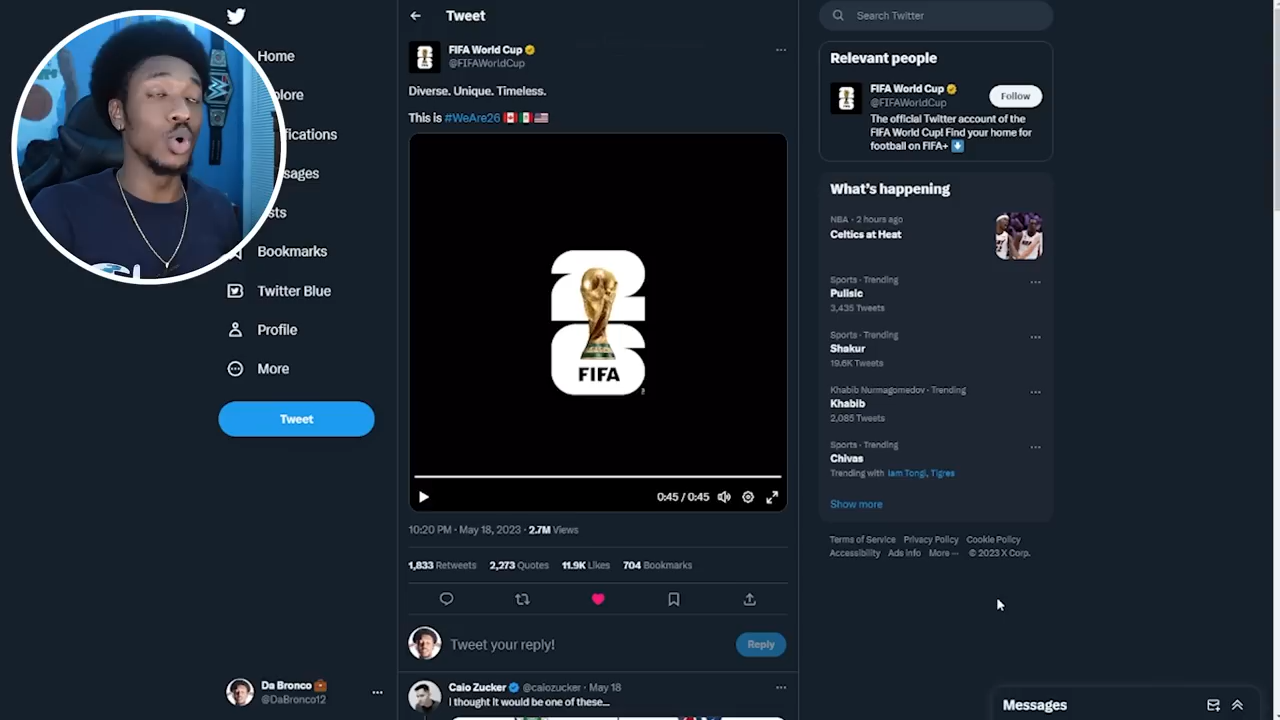 Home
Notifications
Bookmarks
Twitter Blue
Profile
More
Tweet
Da Bronco
@DaBronco12
Tweet
FIFA World Cup
@FIFAWorldCup
Diverse. Unique. Timeless.
This is #WeAre26 🇨🇦 🇲🇽 🇺🇸
26
FIFA
0:45 / 0:45
10:20 PM · May 18, 2023 · 2.7M Views
1,833 Retweets 2,273 Quotes 11.9K Likes 704 Bookmarks
Tweet your reply!
Reply
Caio Zucker @caiozucker · May 18
i thought it would be one of these...
Search Twitter
Relevant people
FIFA World Cup
@FIFAWorldCup
Follow
The official Twitter account of the
FIFA World Cup! Find your home for
football on FIFA+ ⬇️
What's happening
NBA · 2 hours ago
Celtics at Heat
Sports · Trending
Pulisic
3,435 Tweets
Sports · Trending
Shakur
19.6K Tweets
Khabib Nurmagomedov · Trending
Khabib
2,085 Tweets
Sports · Trending
Chivas
Trending with Iam Tongi, Tigres
Show more
Terms of Service Privacy Policy Cookie Policy
Accessibility Ads info More ··· © 2023 X Corp.
Messages